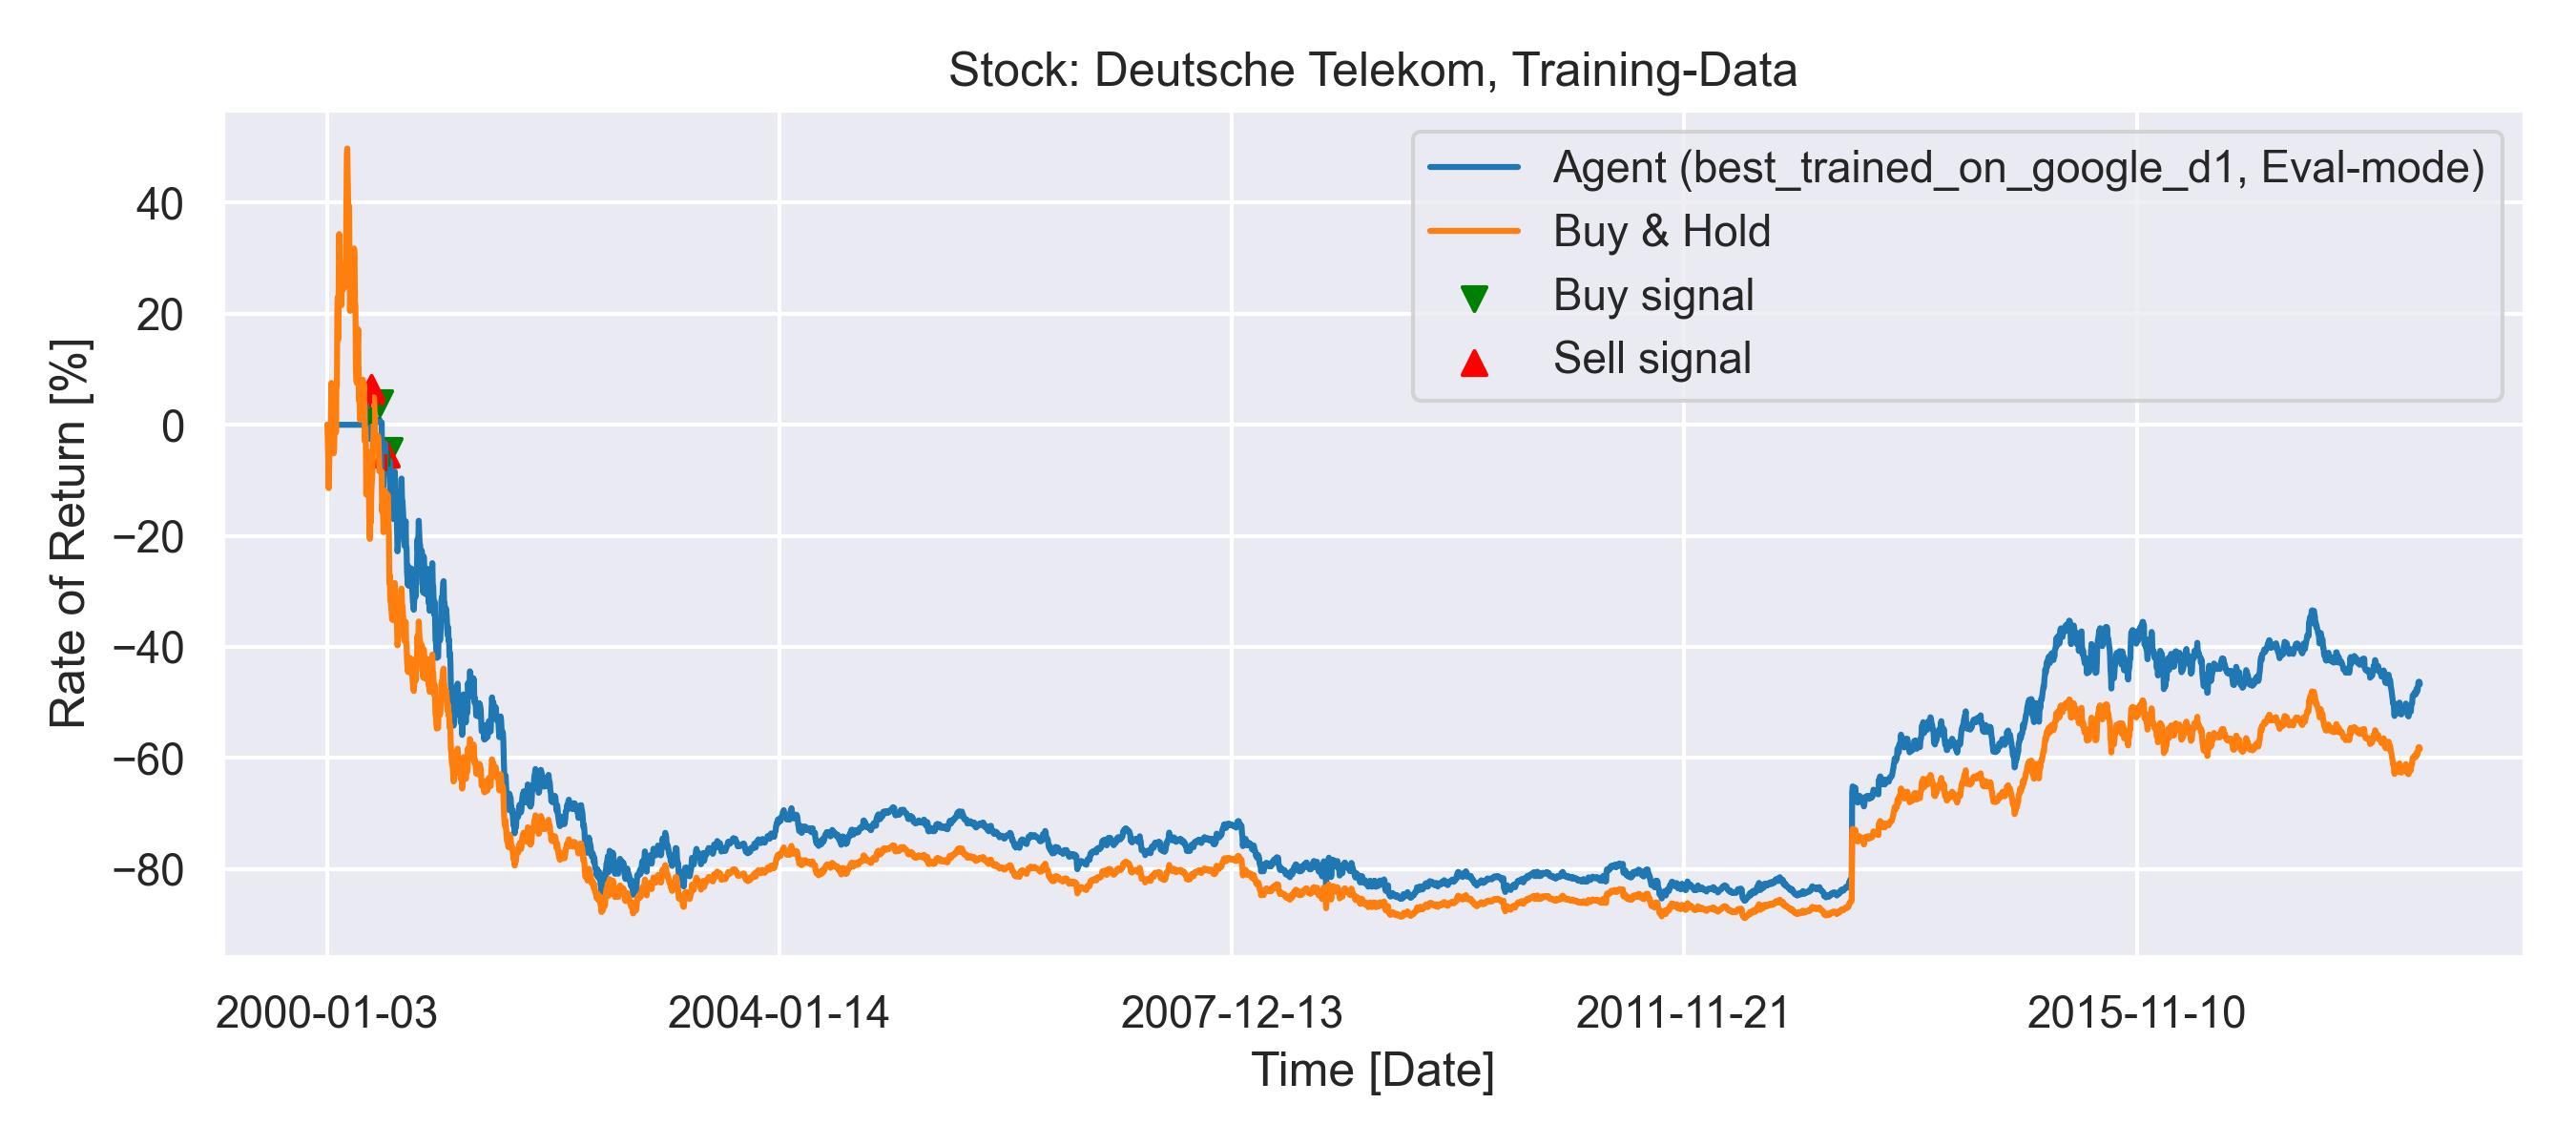 Stock: Deutsche Telekom, Training-Data
Agent (best_trained_on_google_d1, Eval-mode)
Buy & Hold
Buy signal
Sell signal
Rate of Return [%]
40
20
0
−20
−40
−60
−80
2000-01-03
2004-01-14
2007-12-13
2011-11-21
2015-11-10
Time [Date]